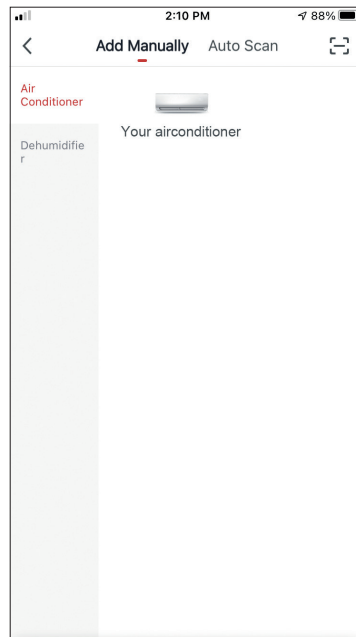 2:10 PM
88%
Add Manually
Auto Scan
Air
Conditioner
Your airconditioner
Dehumidifie
r